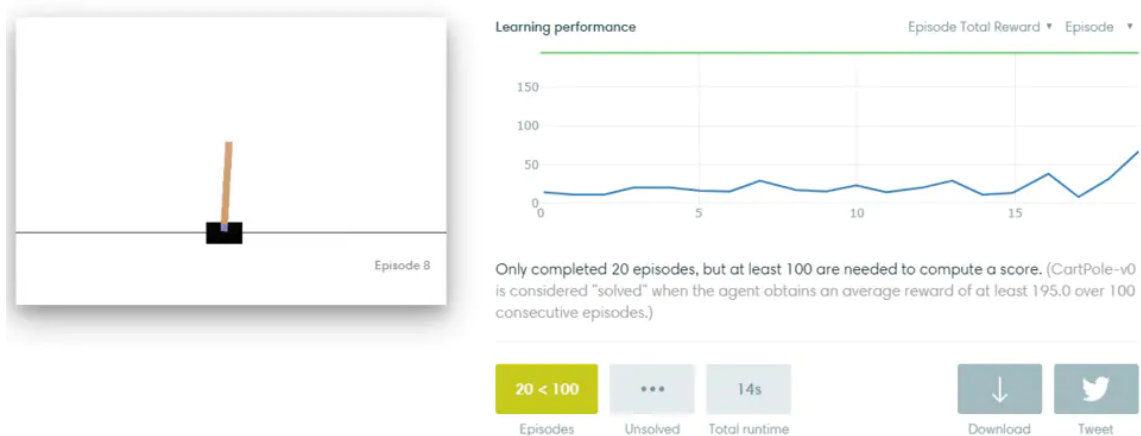 Episode 8
Learning performance
Episode Total Reward ▾ Episode ▾
150
100
50
0
0 5 10 15
Only completed 20 episodes, but at least 100 are needed to compute a score. (CartPole-v0
is considered "solved" when the agent obtains an average reward of at least 195.0 over 100
consecutive episodes.)
20 < 100 ••• 14s
Episodes Unsolved Total runtime Download Tweet